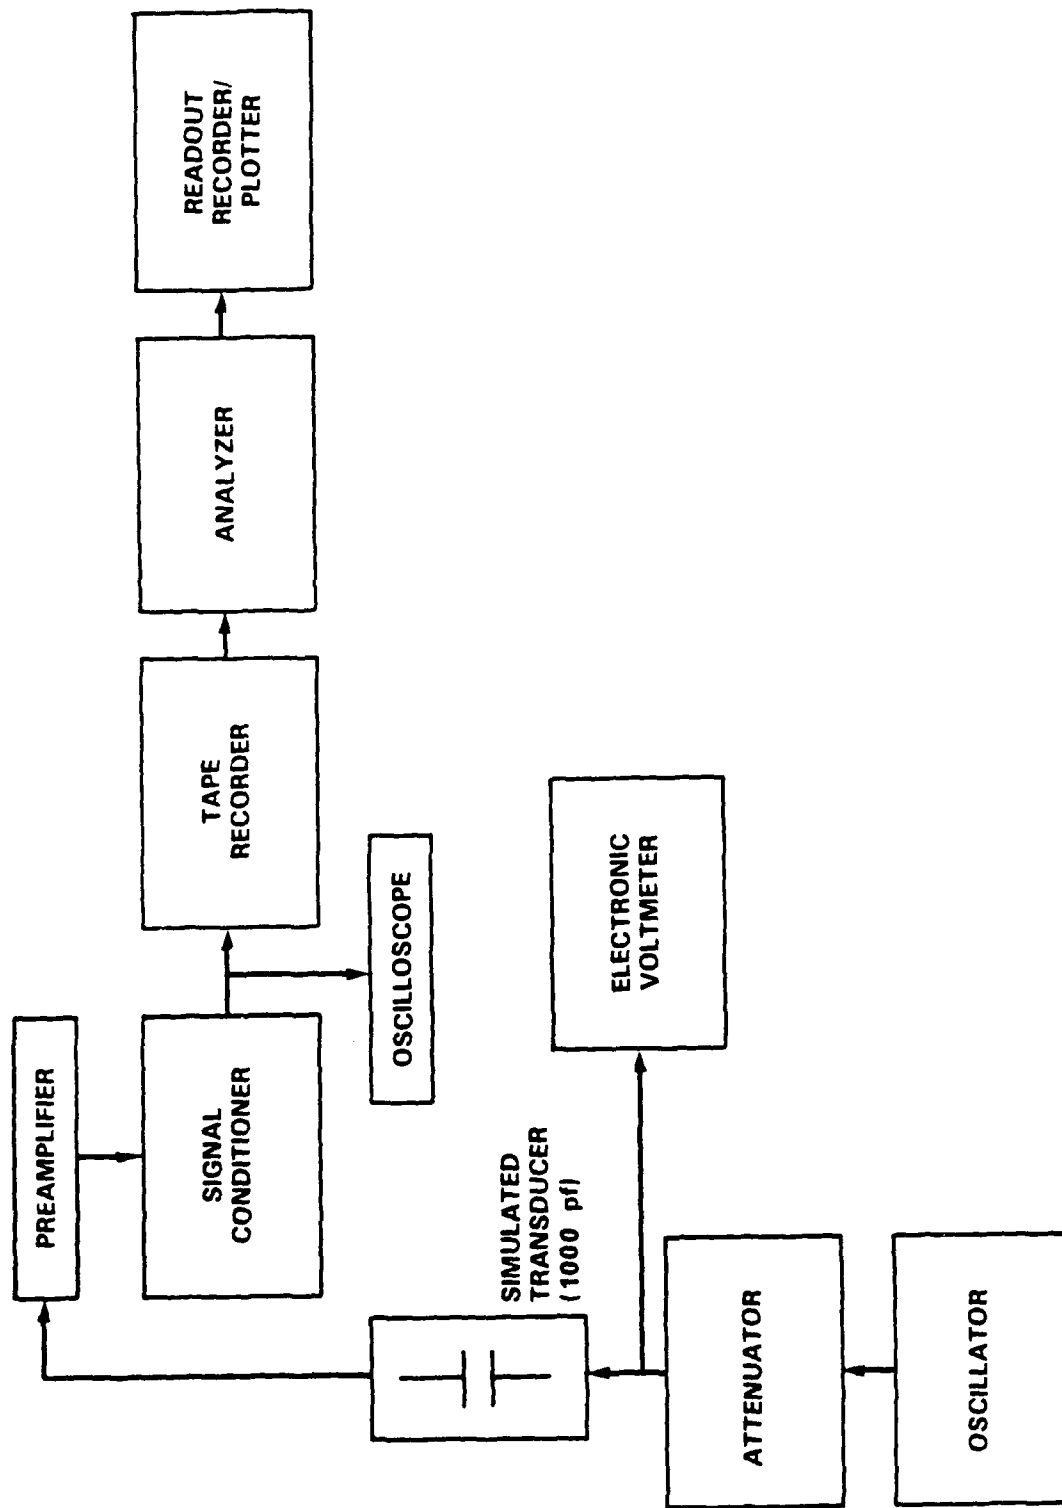 PREAMPLIFIER
SIGNAL
CONDITIONER
TAPE
RECORDER
ANALYZER
READOUT
RECORDER/
PLOTTER
OSCILLOSCOPE
SIMULATED
TRANSDUCER
(1000 pf)
ELECTRONIC
VOLTMETER
ATTENUATOR
OSCILLATOR